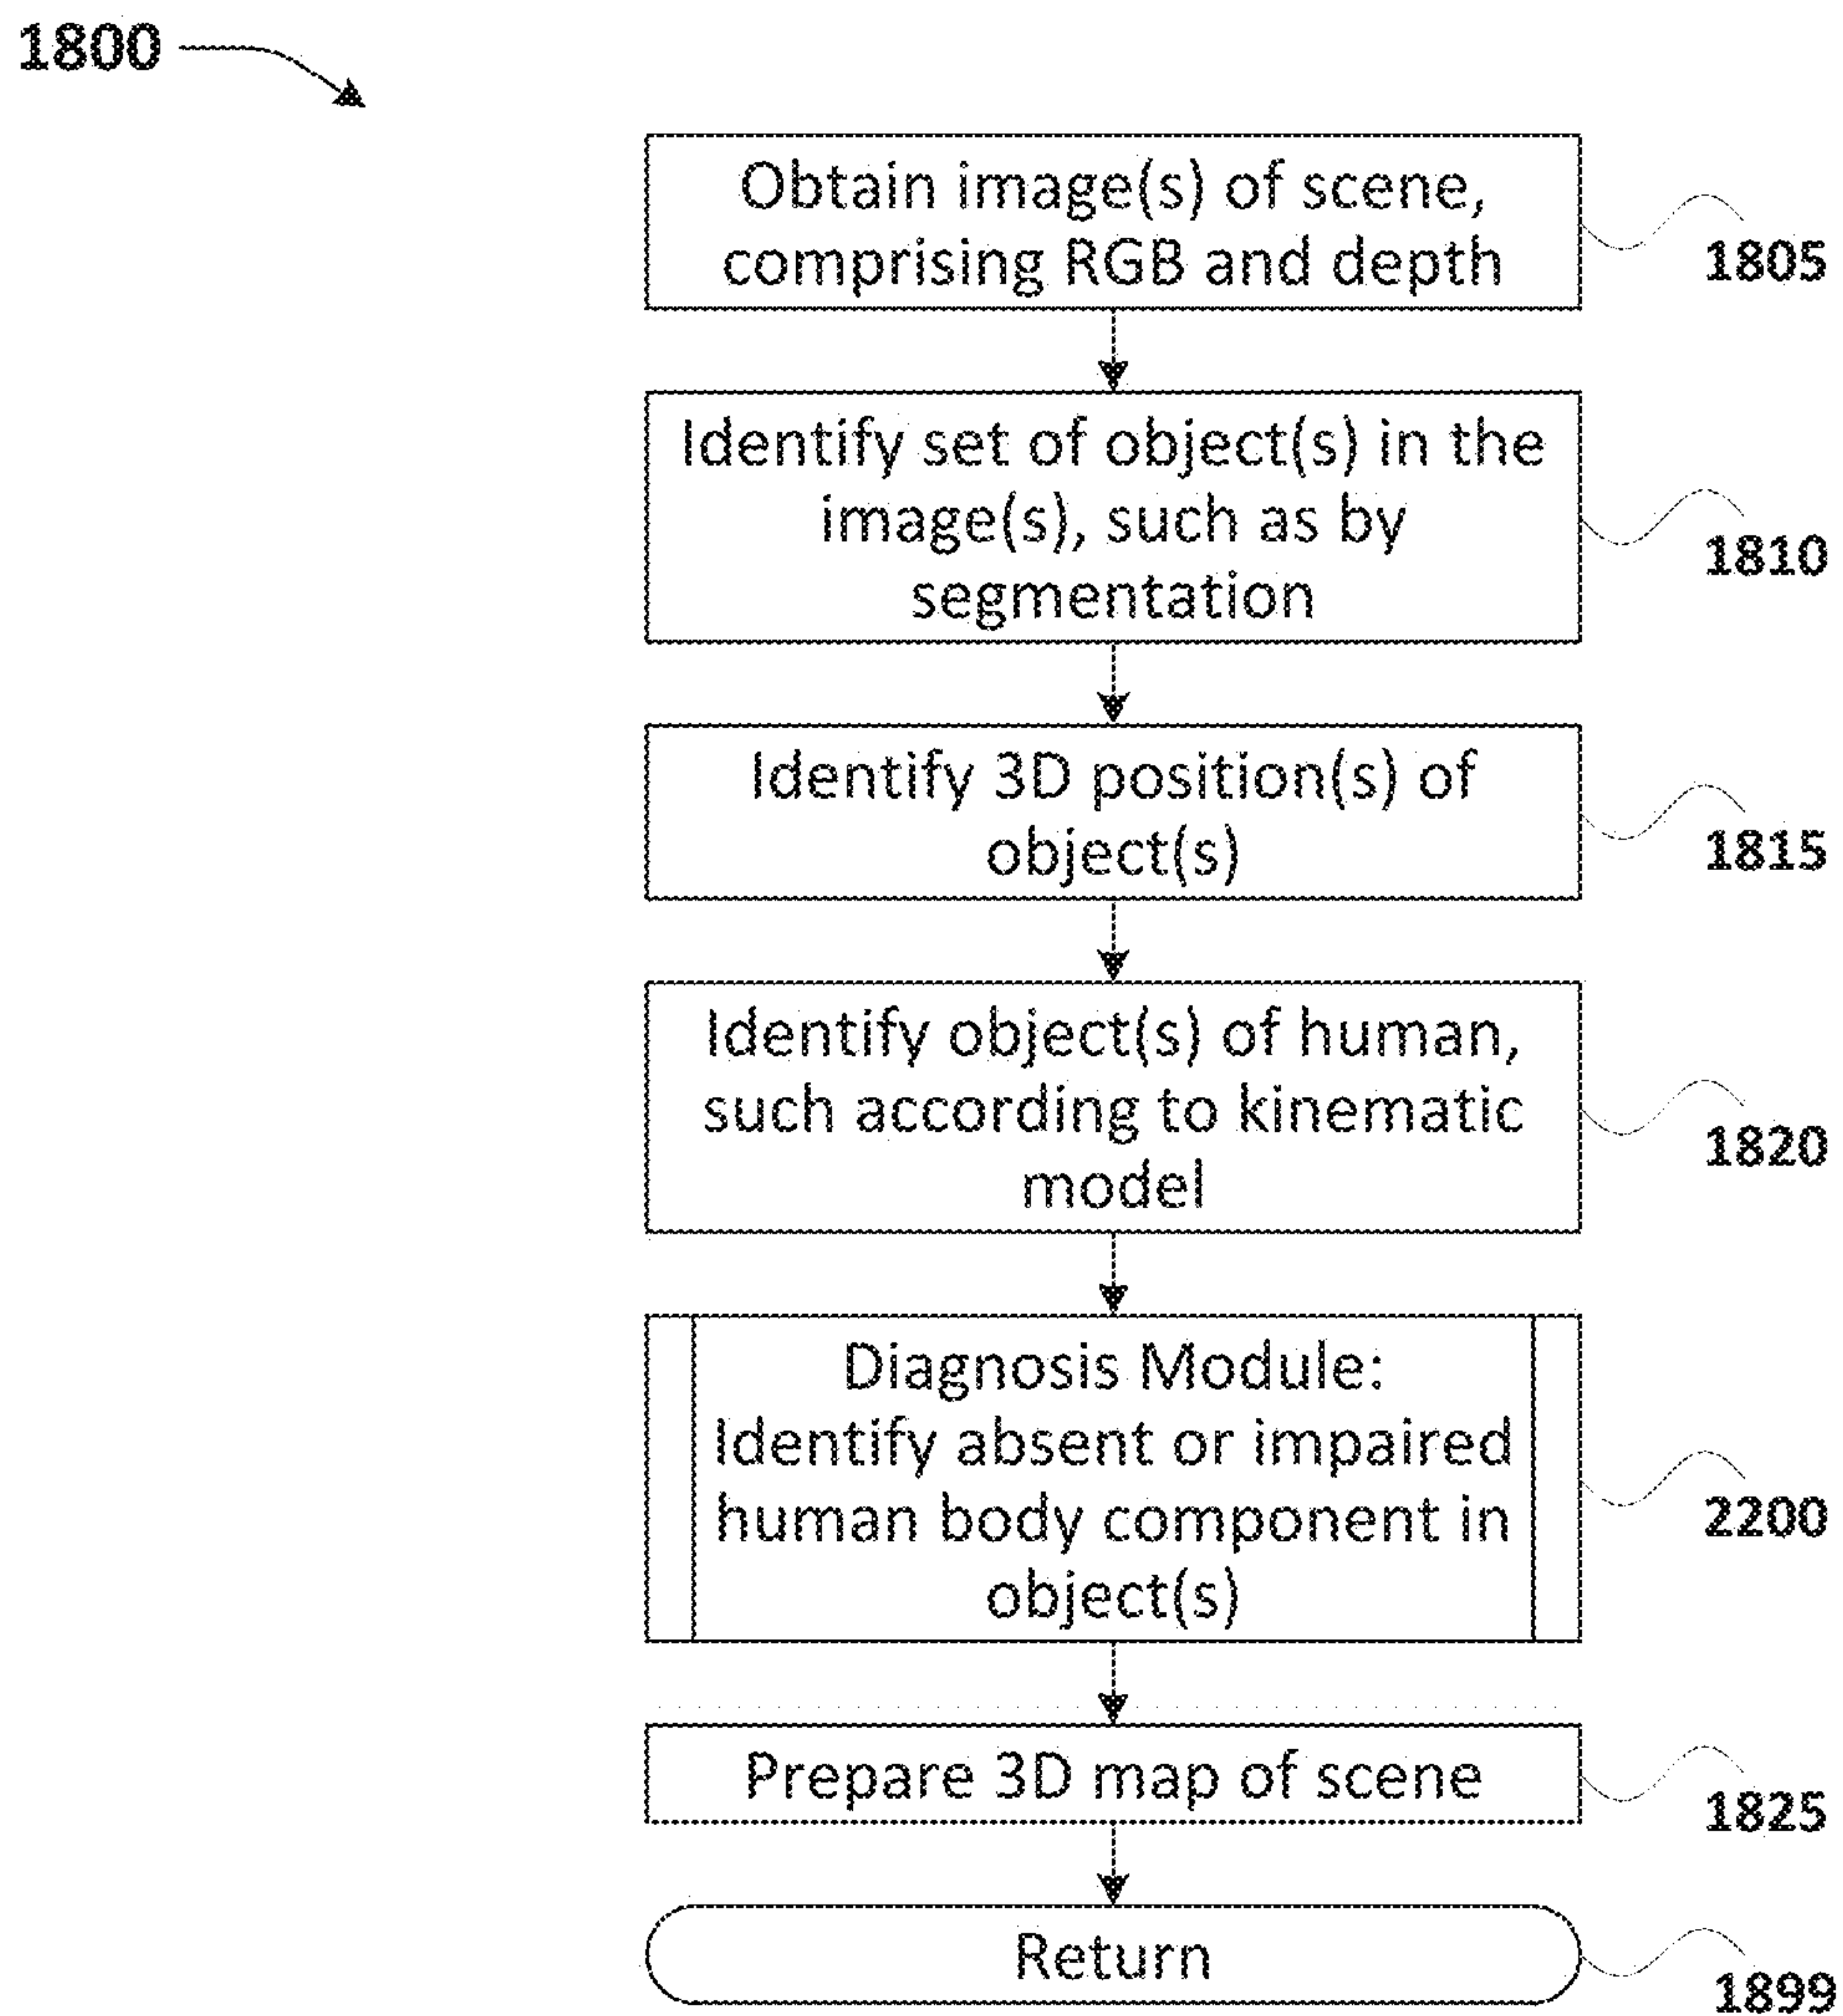 1800
Obtain image(s) of scene,
comprising RGB and depth
1805
Identify set of object(s) in the
image(s), such as by
segmentation
1810
Identify 3D position(s) of
object(s)
1815
Identify object(s) of human,
such according to kinematic
model
1820
Diagnosis Module:
Identify absent or impaired
human body component in
object(s)
2200
Prepare 3D map of scene
1825
Return
1899